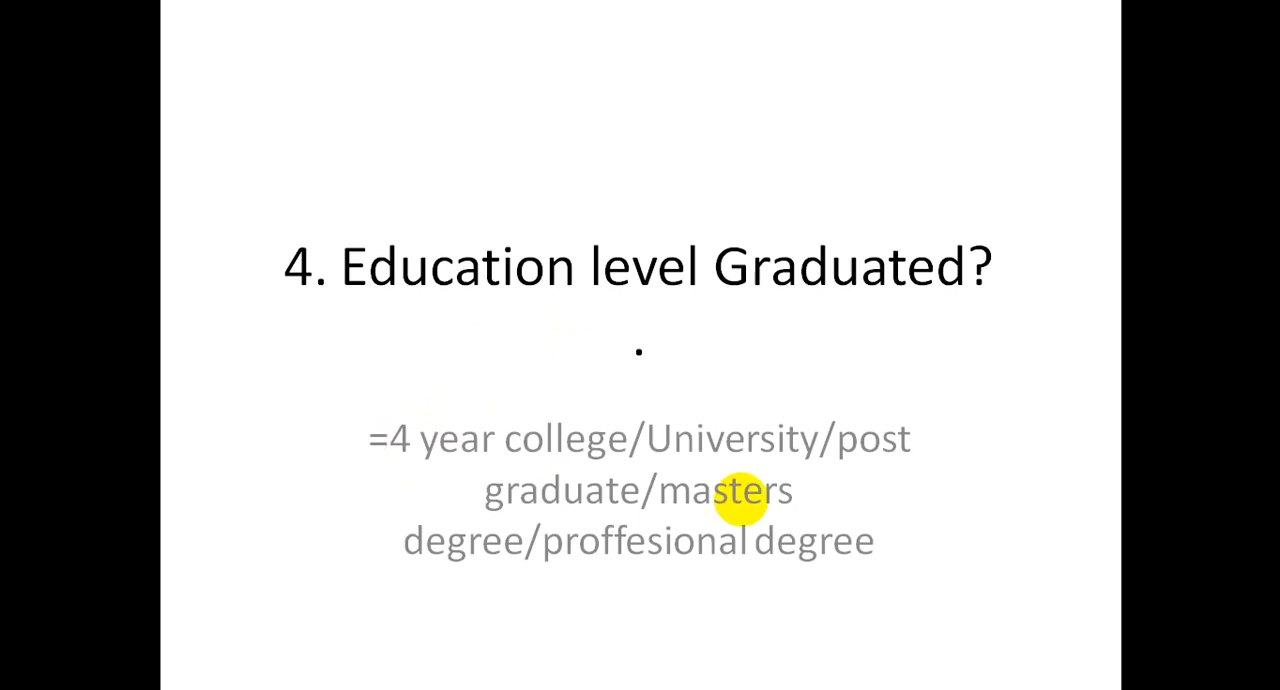 4. Education level Graduated?
.
=4 year college/University/post
graduate/masters
degree/proffesional degree